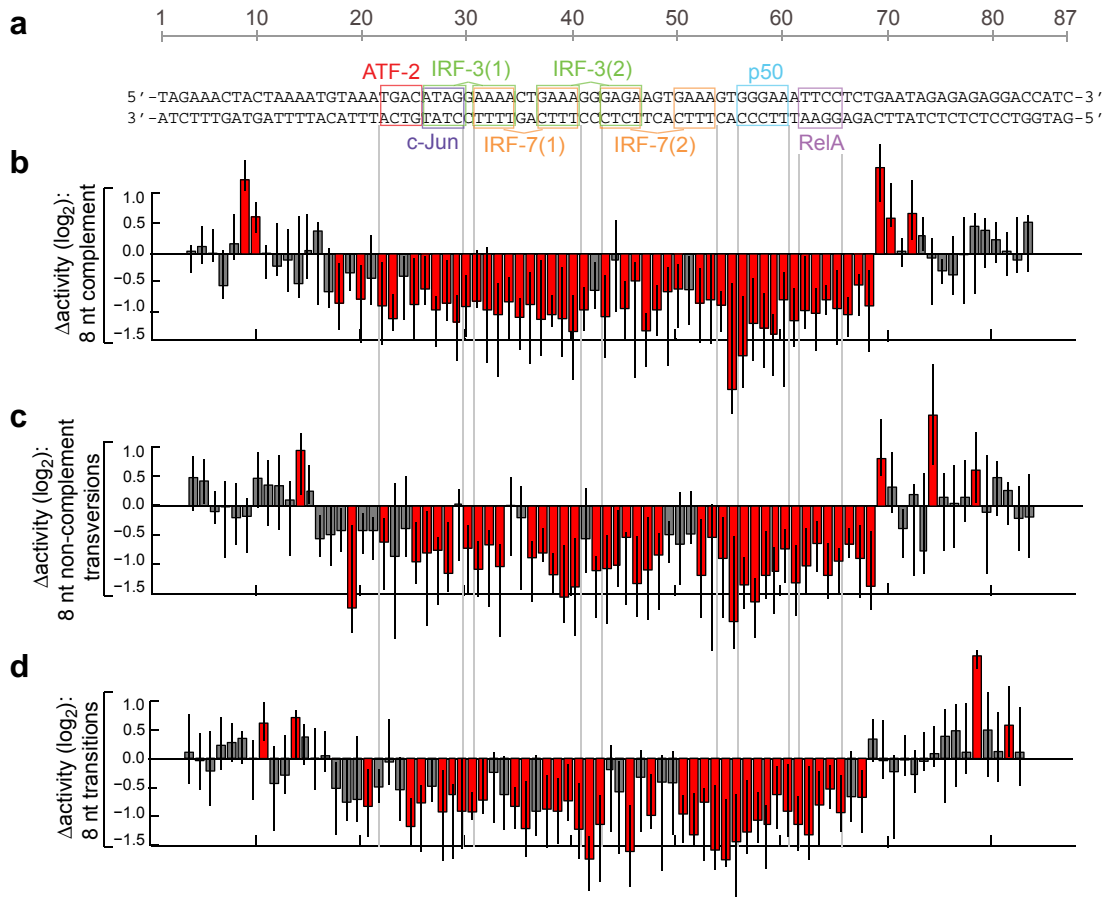 a
1 10 20 30 40 50 60 70 80 87
ATF-2 IRF-3(1) IRF-3(2) p50
5′-TAGAAACTACTAAAATGTAAATGACATAGGAAAACTGAAAGGGAGAAGTGAAAGTGGGAAATTCCTCTGAATAGAGAGAGGACCATC-3′
3′-ATCTTTGATGATTTTACATTTACTGTATCCTTTTGACTTTCCCTCTTCACTTTCACCCTTTAAGGAGACTTATCTCTCTCCTGGTAG-5′
c-Jun IRF-7(1) IRF-7(2) RelA
b
Δactivity (log2):
8 nt complement
1.0
0.5
0.0
−0.5
−1.0
−1.5
c
Δactivity (log2):
8 nt non-complement
transversions
1.0
0.5
0.0
−0.5
−1.0
−1.5
d
Δactivity (log2):
8 nt transitions
1.0
0.5
0.0
−0.5
−1.0
−1.5